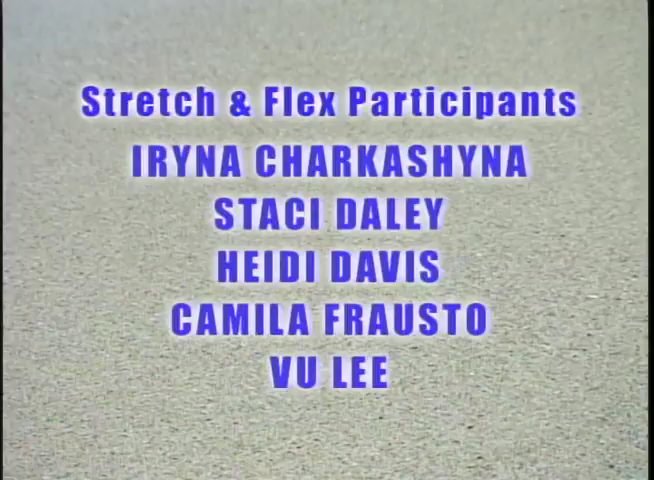 Stretch & Flex Participants
IRYNA CHARKASHYNA
STACI DALEY
HEIDI DAVIS
CAMILA FRAUSTO
VU LEE